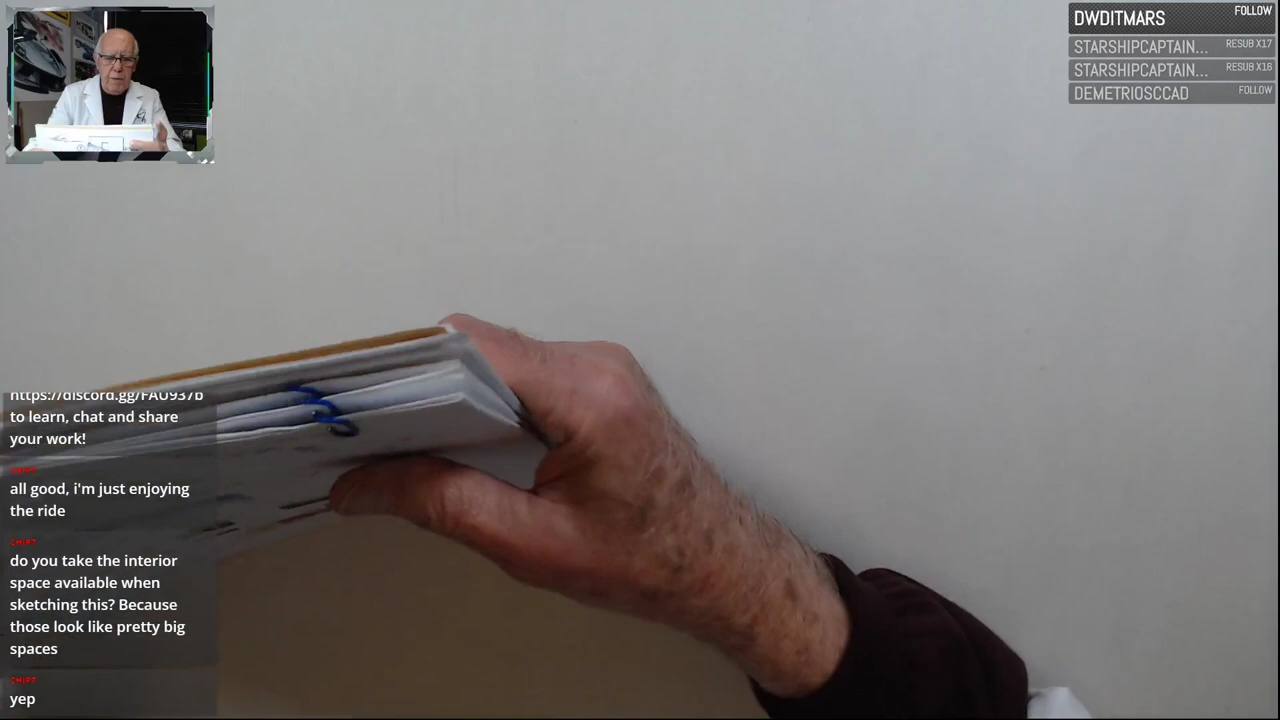 DWDITMARS FOLLOW
STARSHIPCAPTAIN... RESUB X17
STARSHIPCAPTAIN... RESUB X16
DEMETRIOSCCAD FOLLOW
to learn, chat and share
your work!
all good, i'm just enjoying
the ride
CHIP7
do you take the interior
space available when
sketching this? Because
those look like pretty big
spaces
CHIP7
yep